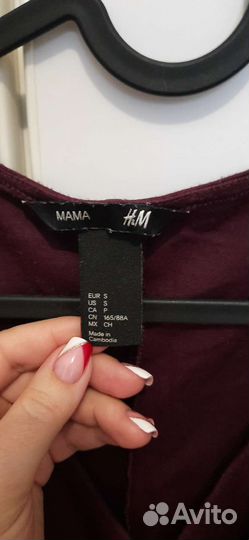 MAMA H&M
EUR S
US S
CA P
CN 165/88A
MX CH
Made in
Cambodia
Avito